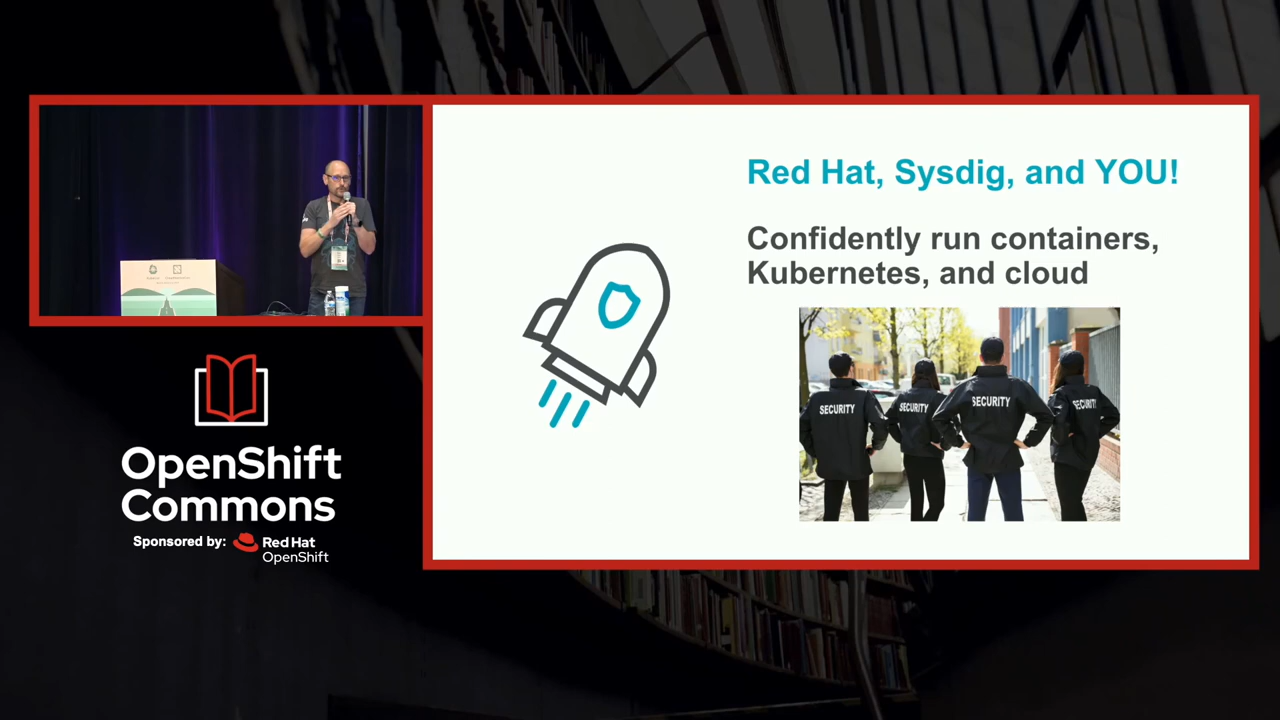 Red Hat, Sysdig, and YOU!
Confidently run containers,
Kubernetes, and cloud
SECURITY
SECURITY
SECURITY
SECURITY
OpenShift
Commons
Sponsored by:
Red Hat
OpenShift